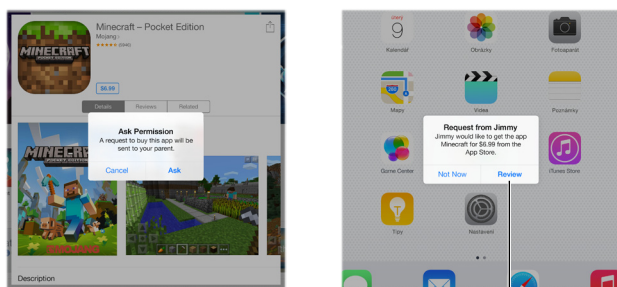 Minecraft – Pocket Edition
Mojang ›
$6.99
Details Reviews Related
MINECRAFT
POCKET EDITION
Ask Permission
A request to buy this app will be
sent to your parent.
Cancel Ask
Description
9
Kalendář
Obrázky
Fotoaparát
Mapy
Videa
Poznámky
Request from Jimmy
Jimmy would like to get the app
Minecraft for $6.99 from the
App Store.
Not Now Review
Game Center
iTunes Store
Tipy
Nastavení